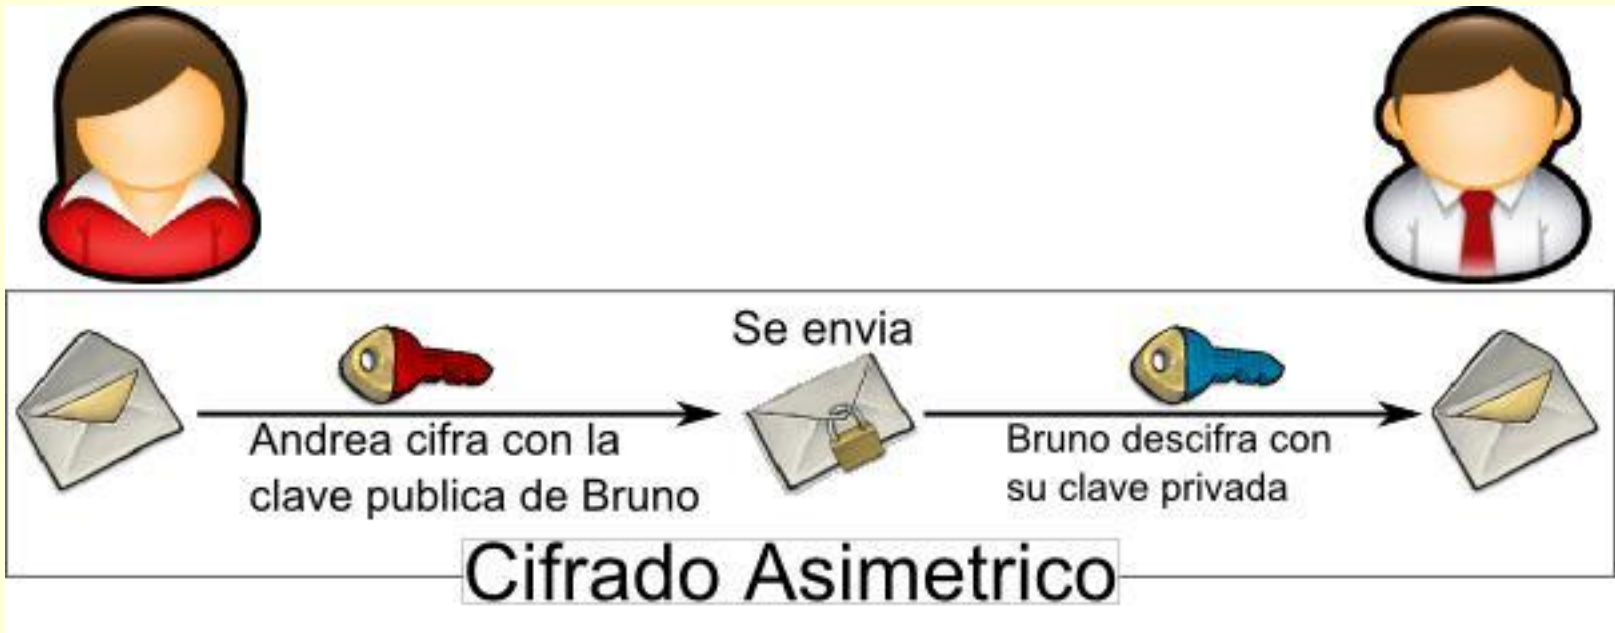 Se envia
Andrea cifra con la
clave publica de Bruno
Bruno descifra con
su clave privada
Cifrado Asimetrico